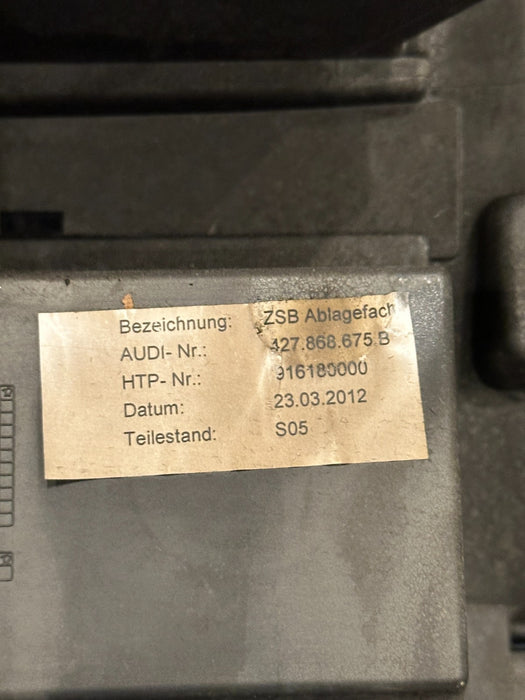 Bezeichnung: ZSB Ablagefach
AUDI- Nr.: 427.868.675.B
HTP- Nr.: 916180000
Datum: 23.03.2012
Teilestand: S05